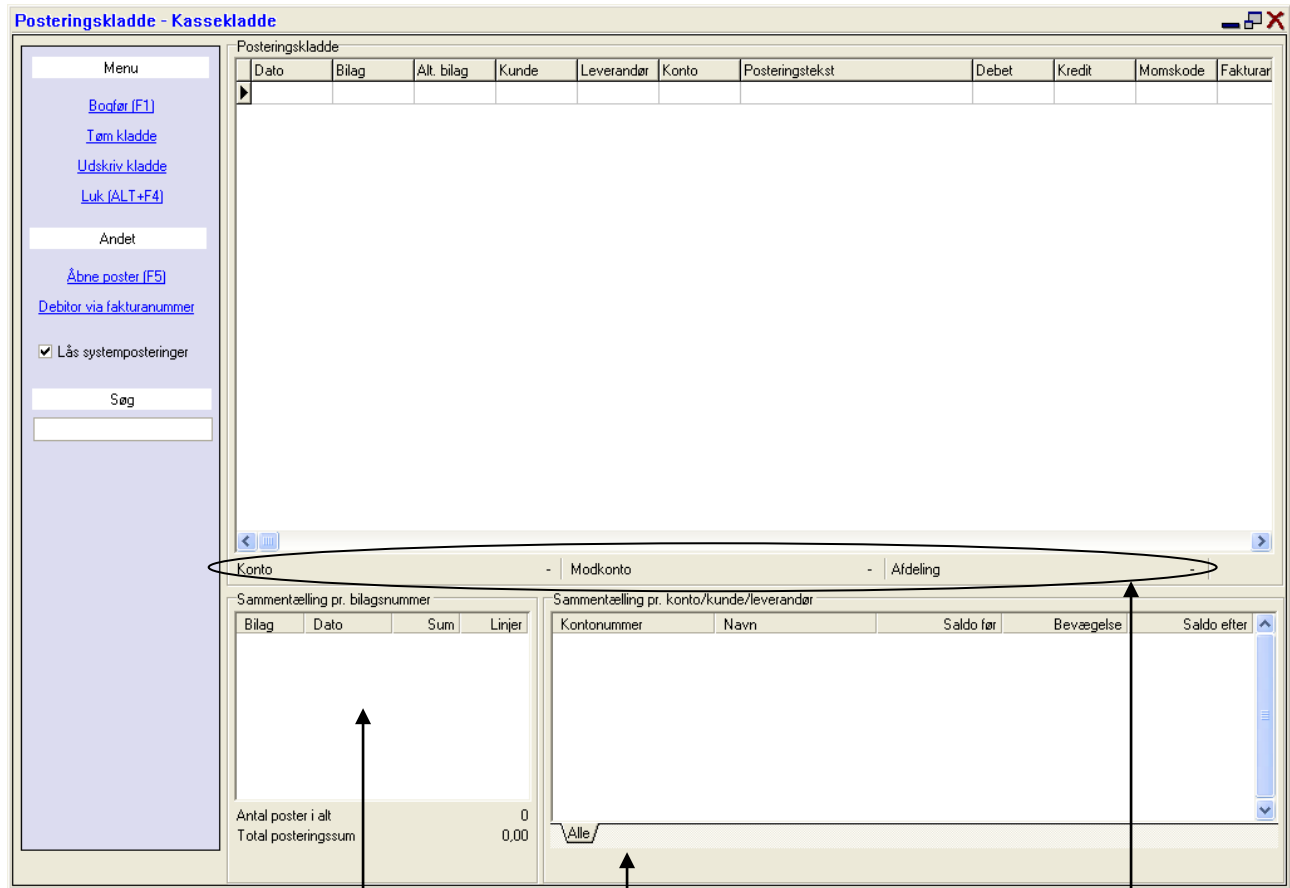 Posteringskladde - Kassekladde
Menu
Bogfør (F1)
Tøm kladde
Udskriv kladde
Luk (ALT+F4)
Andet
Åbne poster (F5)
Debitor via fakturanummer
Lås systemposteringer
Søg
Posteringskladde
Dato Bilag Alt. bilag Kunde Leverandør Konto Posteringstekst Debet Kredit Momskode Fakturar
Konto - Modkonto - Afdeling -
Sammentælling pr. bilagsnummer
Bilag Dato Sum Linjer
Antal poster i alt 0
Total posteringssum 0,00
Sammentælling pr. konto/kunde/leverandør
Kontonummer Navn Saldo før Bevægelse Saldo efter
Alle